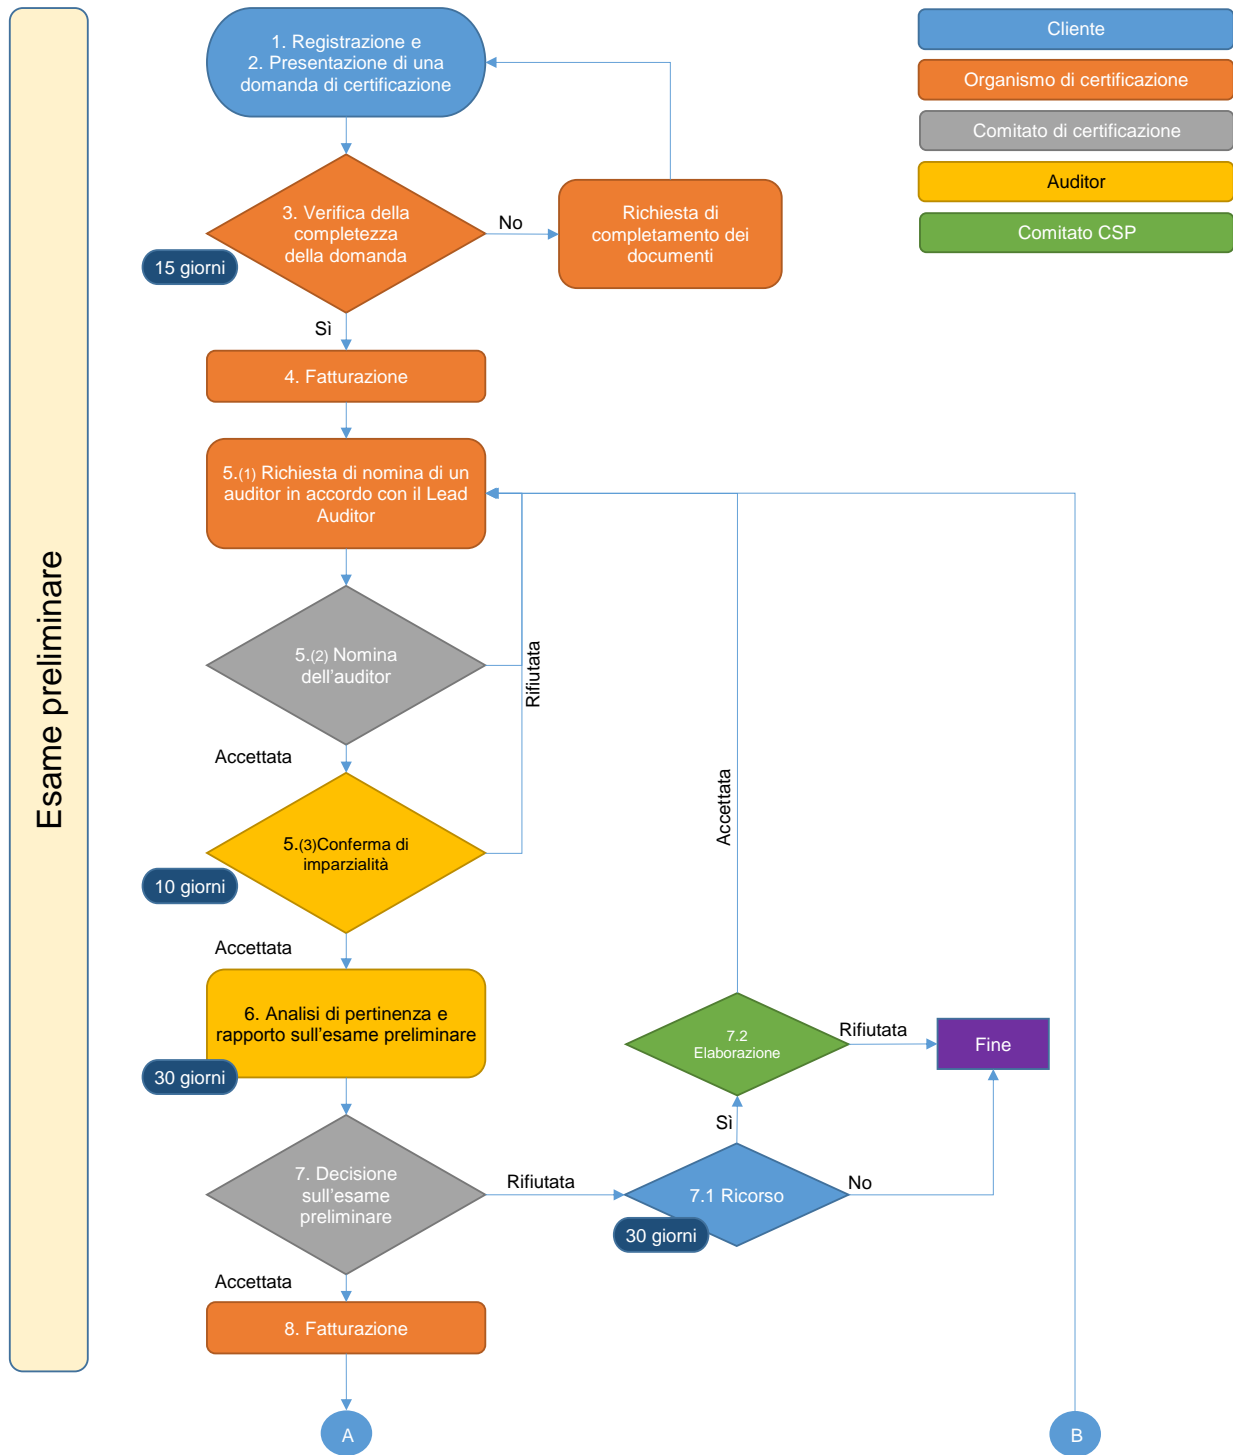 Esame preliminare
1. Registrazione e
2. Presentazione di una
domanda di certificazione
Cliente
Organismo di certificazione
Comitato di certificazione
Auditor
Comitato CSP
3. Verifica della
completezza
della domanda
15 giorni
No
Richiesta di
completamento dei
documenti
Sì
4. Fatturazione
5.(1) Richiesta di nomina di un
auditor in accordo con il Lead
Auditor
5.(2) Nomina
dell'auditor
Rifiutata
Accettata
5.(3)Conferma di
imparzialità
10 giorni
Accettata
Accettata
6. Analisi di pertinenza e
rapporto sull'esame preliminare
30 giorni
7.2
Elaborazione
Rifiutata
Fine
Sì
7. Decisione
sull'esame
preliminare
Rifiutata
7.1 Ricorso
No
30 giorni
Accettata
8. Fatturazione
A
B